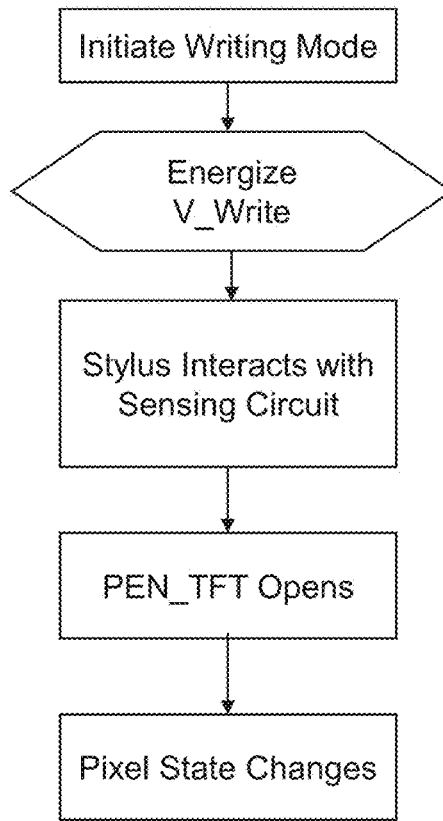 Initiate Writing Mode
Energize
V_Write
Stylus Interacts with
Sensing Circuit
PEN_TFT Opens
Pixel State Changes